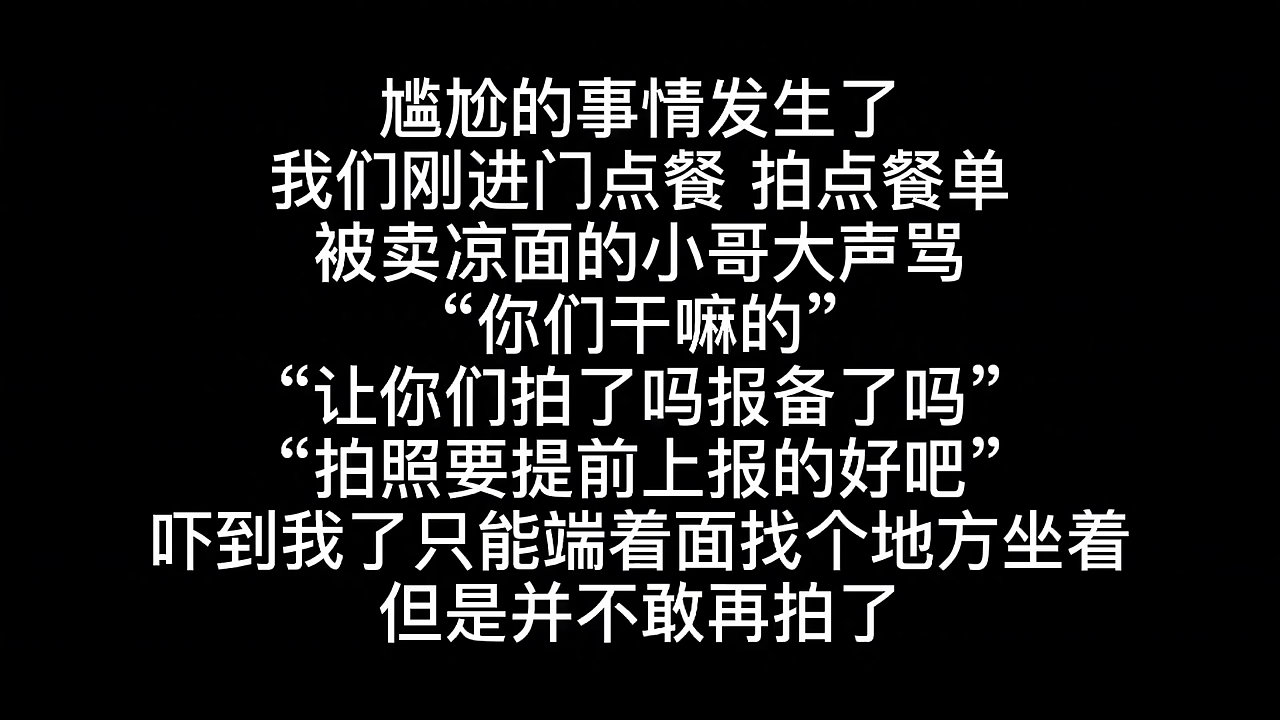 尴尬的事情发生了
我们刚进门点餐 拍点餐单
被卖凉面的小哥大声骂
“你们干嘛的”
“让你们拍了吗报备了吗”
“拍照要提前上报的好吧”
吓到我了只能端着面找个地方坐着
但是并不敢再拍了